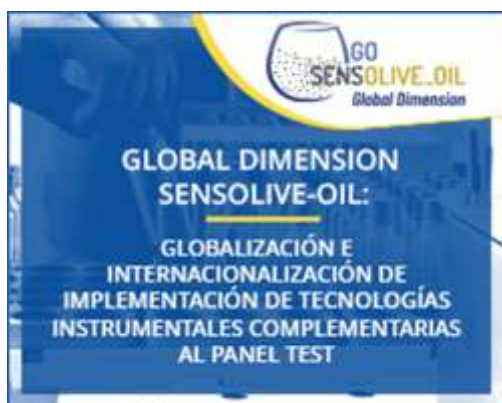 GO
SENSOLIVE_OIL
Global Dimension
GLOBAL DIMENSION
SENSOLIVE-OIL:
GLOBALIZACIÓN E
INTERNACIONALIZACIÓN DE
IMPLEMENTACIÓN DE TECNOLOGÍAS
INSTRUMENTALES COMPLEMENTARIAS
AL PANEL TEST